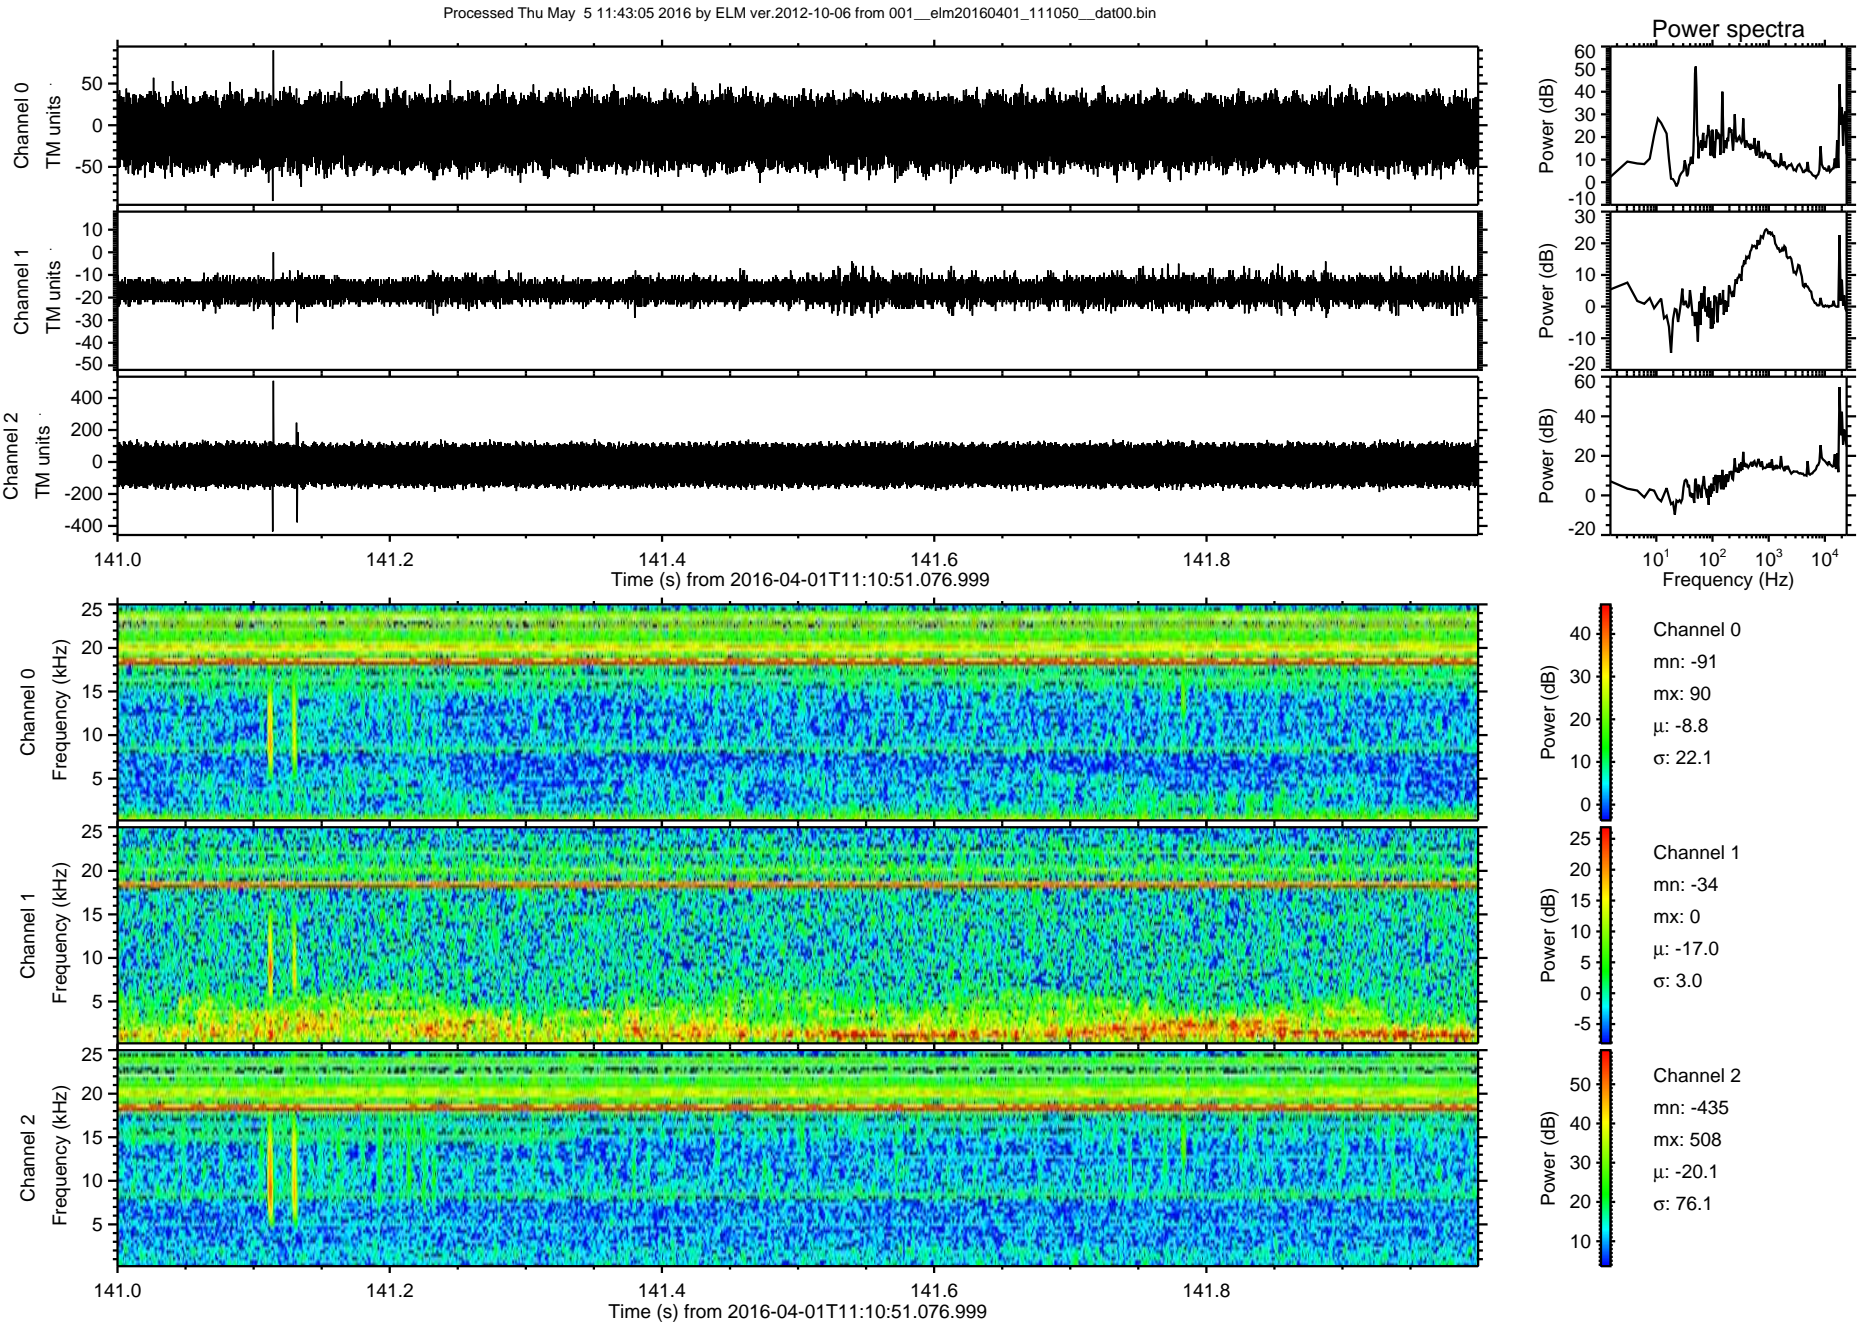 Processed Thu May  5 11:43:05 2016 by ELM ver.2012-10-06 from 001__elm20160401_111050__dat00.bin
Power spectra
Channel 0
TM units
50
0
-50
Power (dB)
60
50
40
30
20
10
0
-10
Channel 1
TM units
10
0
-10
-20
-30
-40
-50
Power (dB)
30
20
10
0
-10
-20
Channel 2
TM units
400
200
0
-200
-400
Power (dB)
60
40
20
0
-20
141.0 141.2 141.4 141.6 141.8
Time (s) from 2016-04-01T11:10:51.076.999
10¹ 10² 10³ 10⁴
Frequency (Hz)
Channel 0
Frequency (kHz)
25
20
15
10
5
Power (dB)
40
30
20
10
0
Channel 0
mn: -91
mx: 90
μ: -8.8
σ: 22.1
Channel 1
Frequency (kHz)
25
20
15
10
5
Power (dB)
25
20
15
10
5
0
-5
Channel 1
mn: -34
mx: 0
μ: -17.0
σ: 3.0
Channel 2
Frequency (kHz)
25
20
15
10
5
Power (dB)
50
40
30
20
10
Channel 2
mn: -435
mx: 508
μ: -20.1
σ: 76.1
141.0 141.2 141.4 141.6 141.8
Time (s) from 2016-04-01T11:10:51.076.999